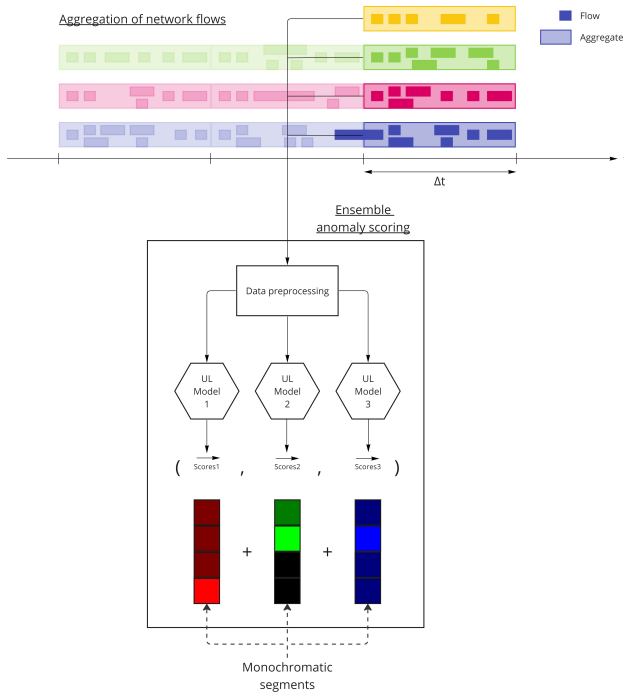 Aggregation of network flows
Flow
Aggregate
Δt
Ensemble
anomaly scoring
Data preprocessing
UL
Model
1
UL
Model
2
UL
Model
3
( Scores1 , Scores2 , Scores3 )
+ +
Monochromatic
segments